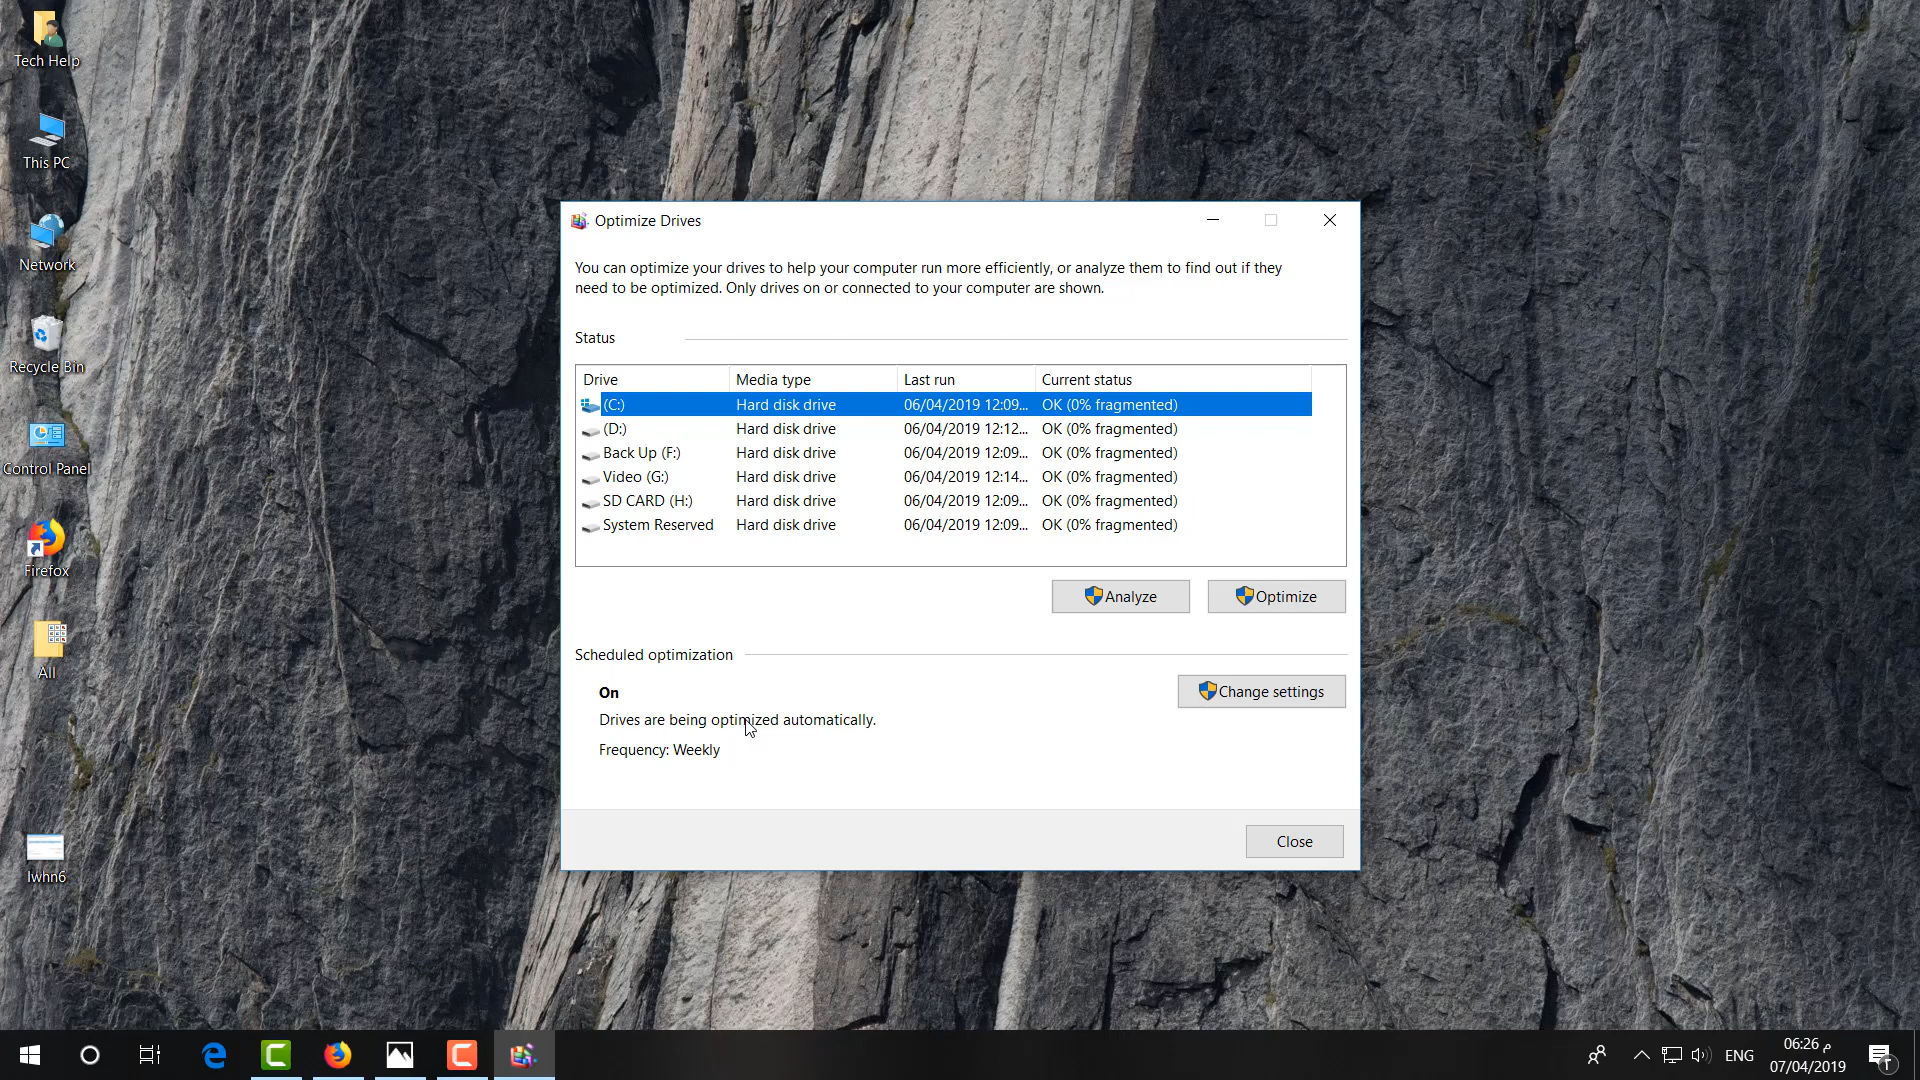 Tech Help
This PC
Network
Recycle Bin
Control Panel
Firefox
All
lwhn6
Optimize Drives
You can optimize your drives to help your computer run more efficiently, or analyze them to find out if they
need to be optimized. Only drives on or connected to your computer are shown.
Status
Drive Media type Last run Current status
(C:) Hard disk drive 06/04/2019 12:09... OK (0% fragmented)
(D:) Hard disk drive 06/04/2019 12:12... OK (0% fragmented)
Back Up (F:) Hard disk drive 06/04/2019 12:09... OK (0% fragmented)
Video (G:) Hard disk drive 06/04/2019 12:14... OK (0% fragmented)
SD CARD (H:) Hard disk drive 06/04/2019 12:09... OK (0% fragmented)
System Reserved Hard disk drive 06/04/2019 12:09... OK (0% fragmented)
Analyze Optimize
Scheduled optimization
On
Change settings
Drives are being optimized automatically.
Frequency: Weekly
Close
ENG
06:26 م
07/04/2019
٢